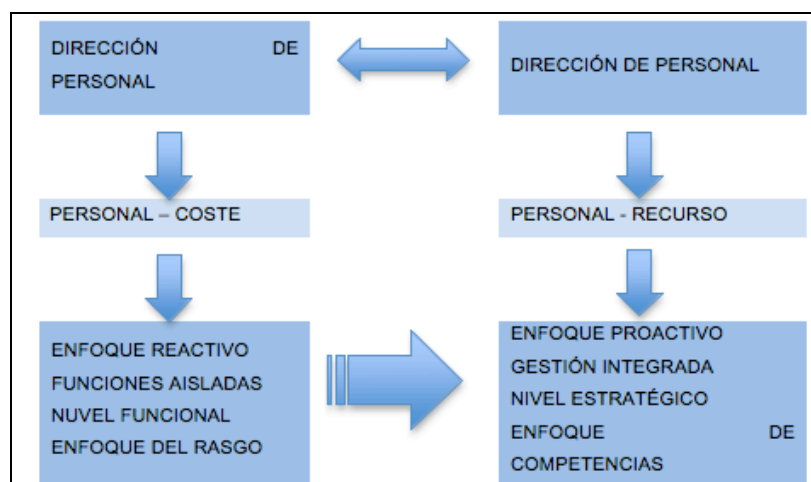 DIRECCIÓN DE
PERSONAL
DIRECCIÓN DE PERSONAL
PERSONAL – COSTE
PERSONAL - RECURSO
ENFOQUE REACTIVO
FUNCIONES AISLADAS
NUVEL FUNCIONAL
ENFOQUE DEL RASGO
ENFOQUE PROACTIVO
GESTIÓN INTEGRADA
NIVEL ESTRATÉGICO
ENFOQUE DE
COMPETENCIAS